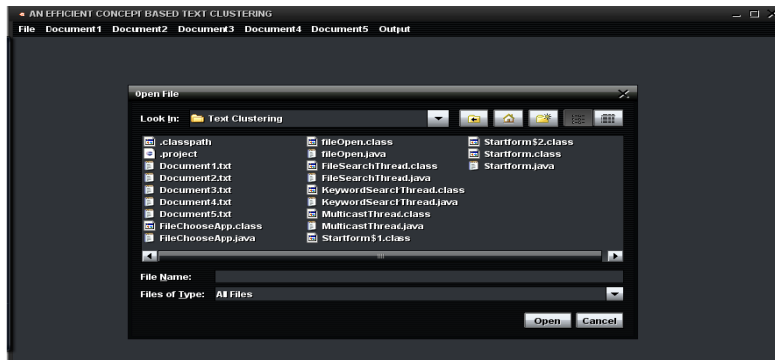 AN EFFICIENT CONCEPT BASED TEXT CLUSTERING
File Document1 Document2 Document3 Document4 Document5 Output
Open File
Look In: Text Clustering
.classpath fileOpen.class Startform$2.class
.project fileOpen.java Startform.class
Document1.txt FileSearchThread.class Startform.java
Document2.txt FileSearchThread.java
Document3.txt KeywordSearchThread.class
Document4.txt KeywordSearchThread.java
Document5.txt MulticastThread.class
FileChooseApp.class MulticastThread.java
FileChooseApp.java Startform$1.class
File Name:
Files of Type: All Files
Open Cancel